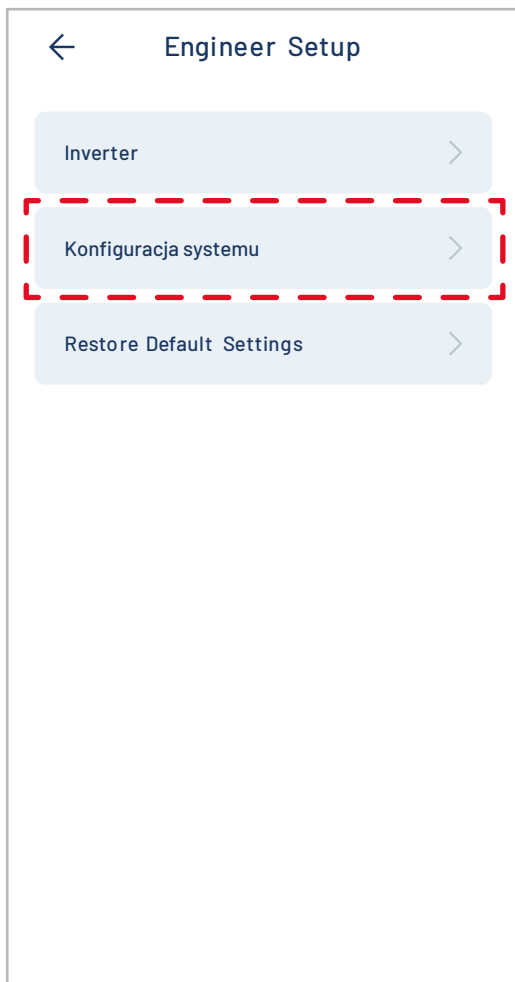 Engineer Setup
Inverter
Konfiguracja systemu
Restore Default Settings